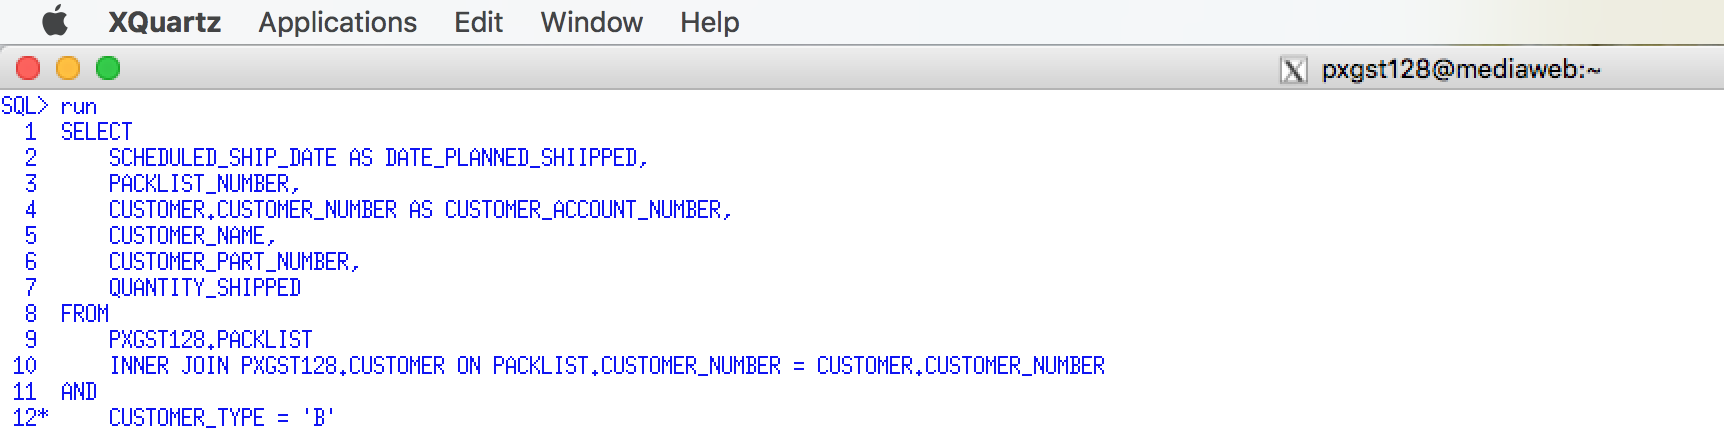 XQuartz Applications Edit Window Help
pxgst128@mediaweb:~
SQL> run
1 SELECT
2 SCHEDULED_SHIP_DATE AS DATE_PLANNED_SHIIPPED,
3 PACKLIST_NUMBER,
4 CUSTOMER.CUSTOMER_NUMBER AS CUSTOMER_ACCOUNT_NUMBER,
5 CUSTOMER_NAME,
6 CUSTOMER_PART_NUMBER,
7 QUANTITY_SHIPPED
8 FROM
9 PXGST128.PACKLIST
10 INNER JOIN PXGST128.CUSTOMER ON PACKLIST.CUSTOMER_NUMBER = CUSTOMER.CUSTOMER_NUMBER
11 AND
12* CUSTOMER_TYPE = 'B'